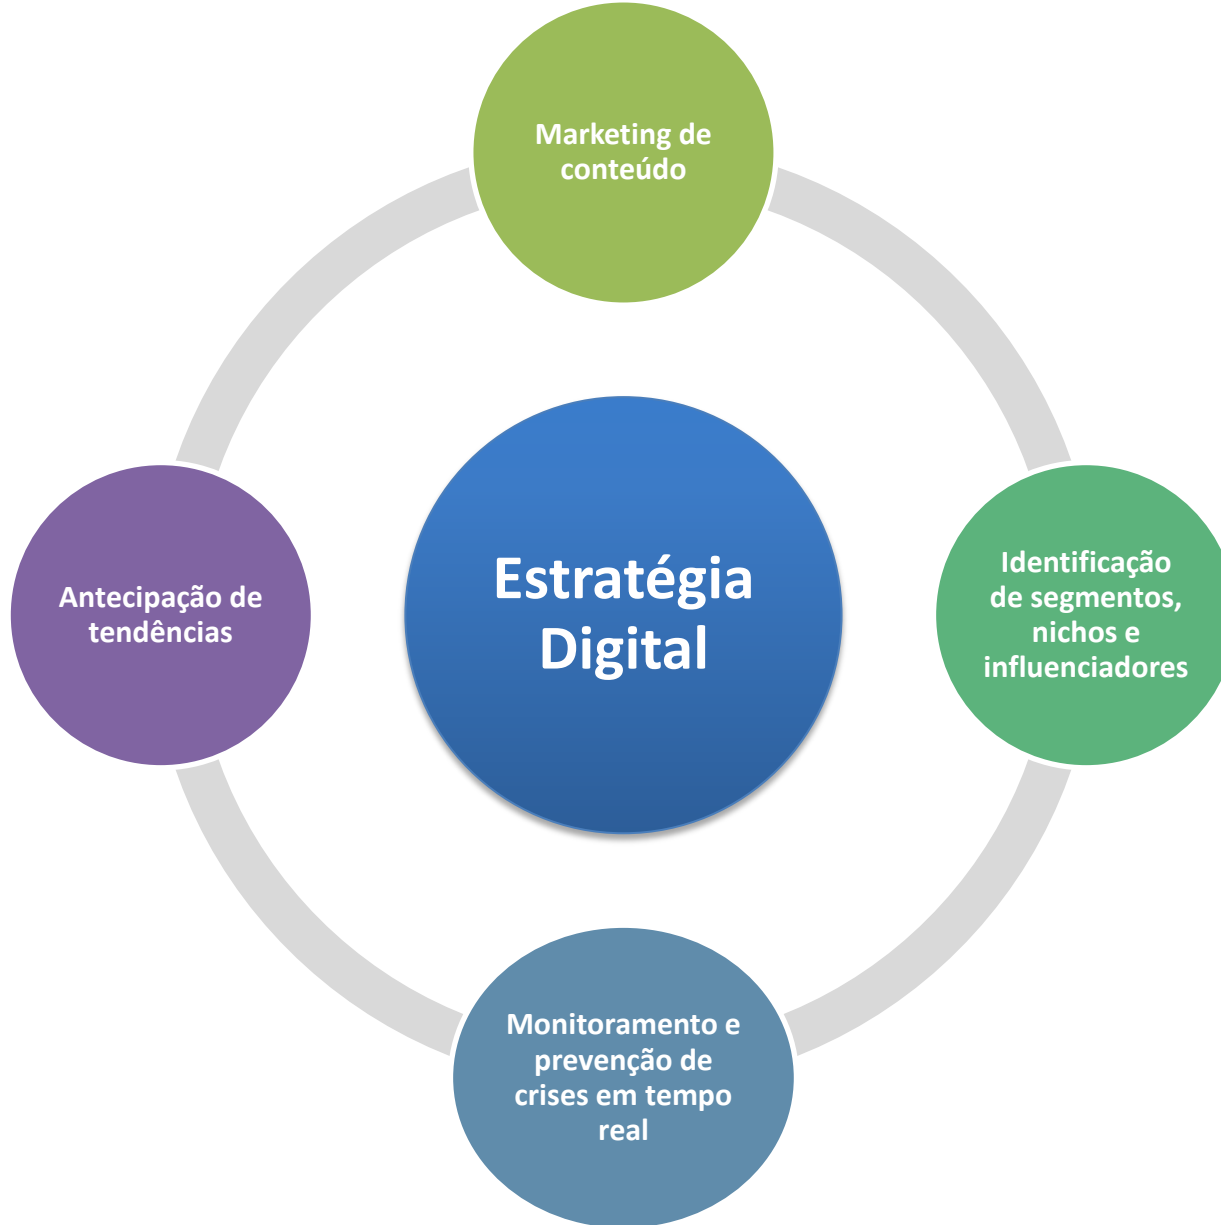 Marketing de
conteúdo
Estratégia
Digital
Identificação
de segmentos,
nichos e
influenciadores
Monitoramento e
prevenção de
crises em tempo
real
Antecipação de
tendências